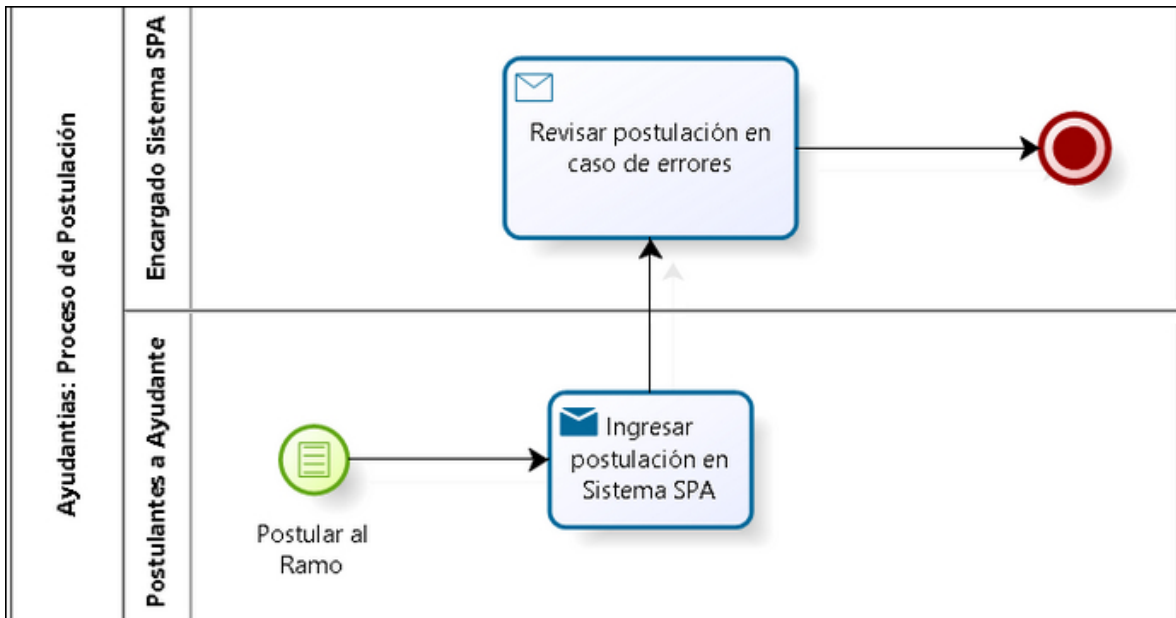 Ayudantias: Proceso de Postulación
Encargado Sistema SPA
Revisar postulación en
caso de errores
Postulantes a Ayudante
Postular al
Ramo
Ingresar
postulación en
Sistema SPA